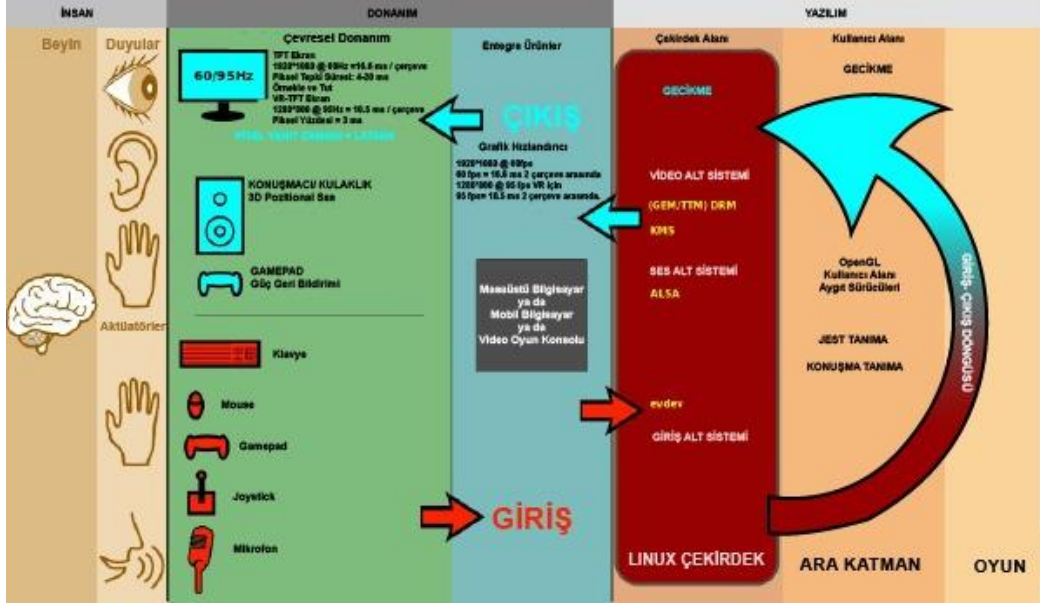 İNSAN
DONANIM
YAZILIM
Beyin
Duyular
Aktüatörler
Çevresel Donanım
60/95Hz
TFT Ekran
1920*1080 @ 60Hz =16.6 ms / çerçeve
Piksel Tepki Süresi: 4-20 ms
Örnekle ve Tut
VR-TFT Ekran
1280*800 @ 95Hz = 10.5 ms / çerçeve
Piksel Yüzdesi = 3 ms
KONUŞMACI/ KULAKLIK
3D Pozitional Ses
GAMEPAD
Güç Geri Bildirimi
Klavye
Mouse
Gamepad
Joystick
Mikrofon
Entegre Ürünler
ÇIKIŞ
Grafik Hızlandırıcı
1920*1080 @ 60fps
60 fps = 16.6 ms 2 çerçeve arasında
1280*800 @ 95 fps VR için
95 fps= 10.5 ms 2 çerçeve arasında.
Masaüstü Bilgisayar
ya da
Mobil Bilgisayar
ya da
Video Oyun Konsolu
GİRİŞ
Çekirdek Alanı
GECİKME
VİDEO ALT SİSTEMİ
(GEM/TTM) DRM
KMS
SES ALT SİSTEMİ
ALSA
evdev
GİRİŞ ALT SİSTEMİ
LINUX ÇEKİRDEK
Kullanıcı Alanı
GECİKME
OpenGL
Kullanıcı Alanı
Aygıt Sürücüleri
JEST TANIMA
KONUŞMA TANIMA
ARA KATMAN
GİRİŞ- ÇIKIŞ DÖNGÜSÜ
OYUN